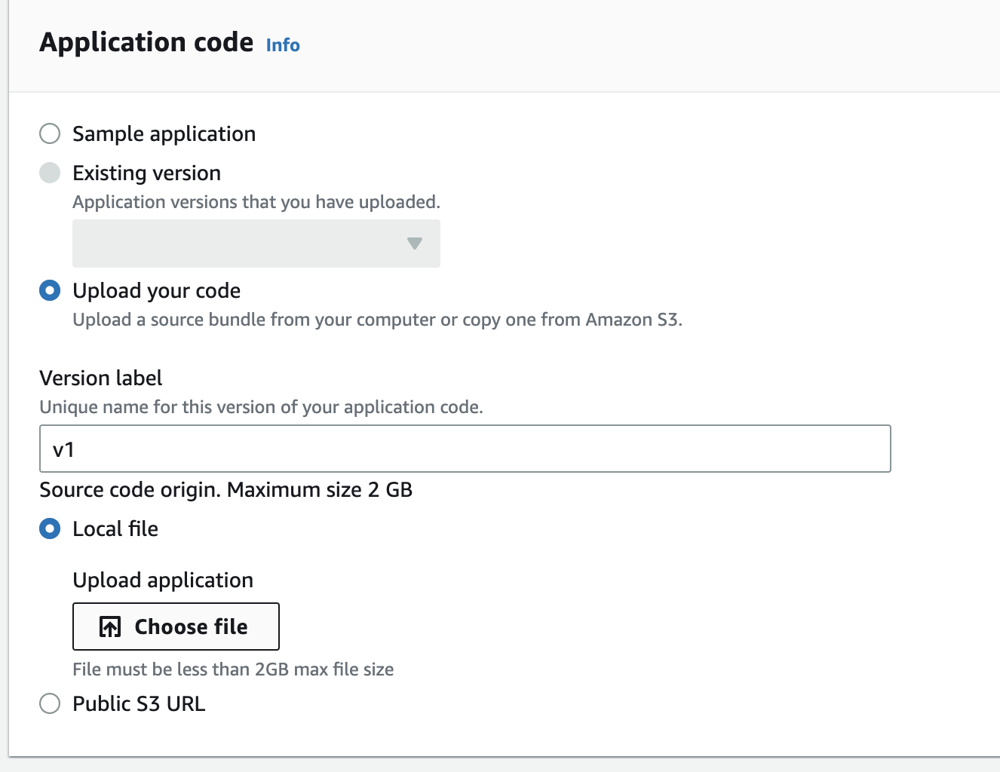 Application code Info
Sample application
Existing version
Application versions that you have uploaded.
Upload your code
Upload a source bundle from your computer or copy one from Amazon S3.
Version label
Unique name for this version of your application code.
v1
Source code origin. Maximum size 2 GB
Local file
Upload application
Choose file
File must be less than 2GB max file size
Public S3 URL